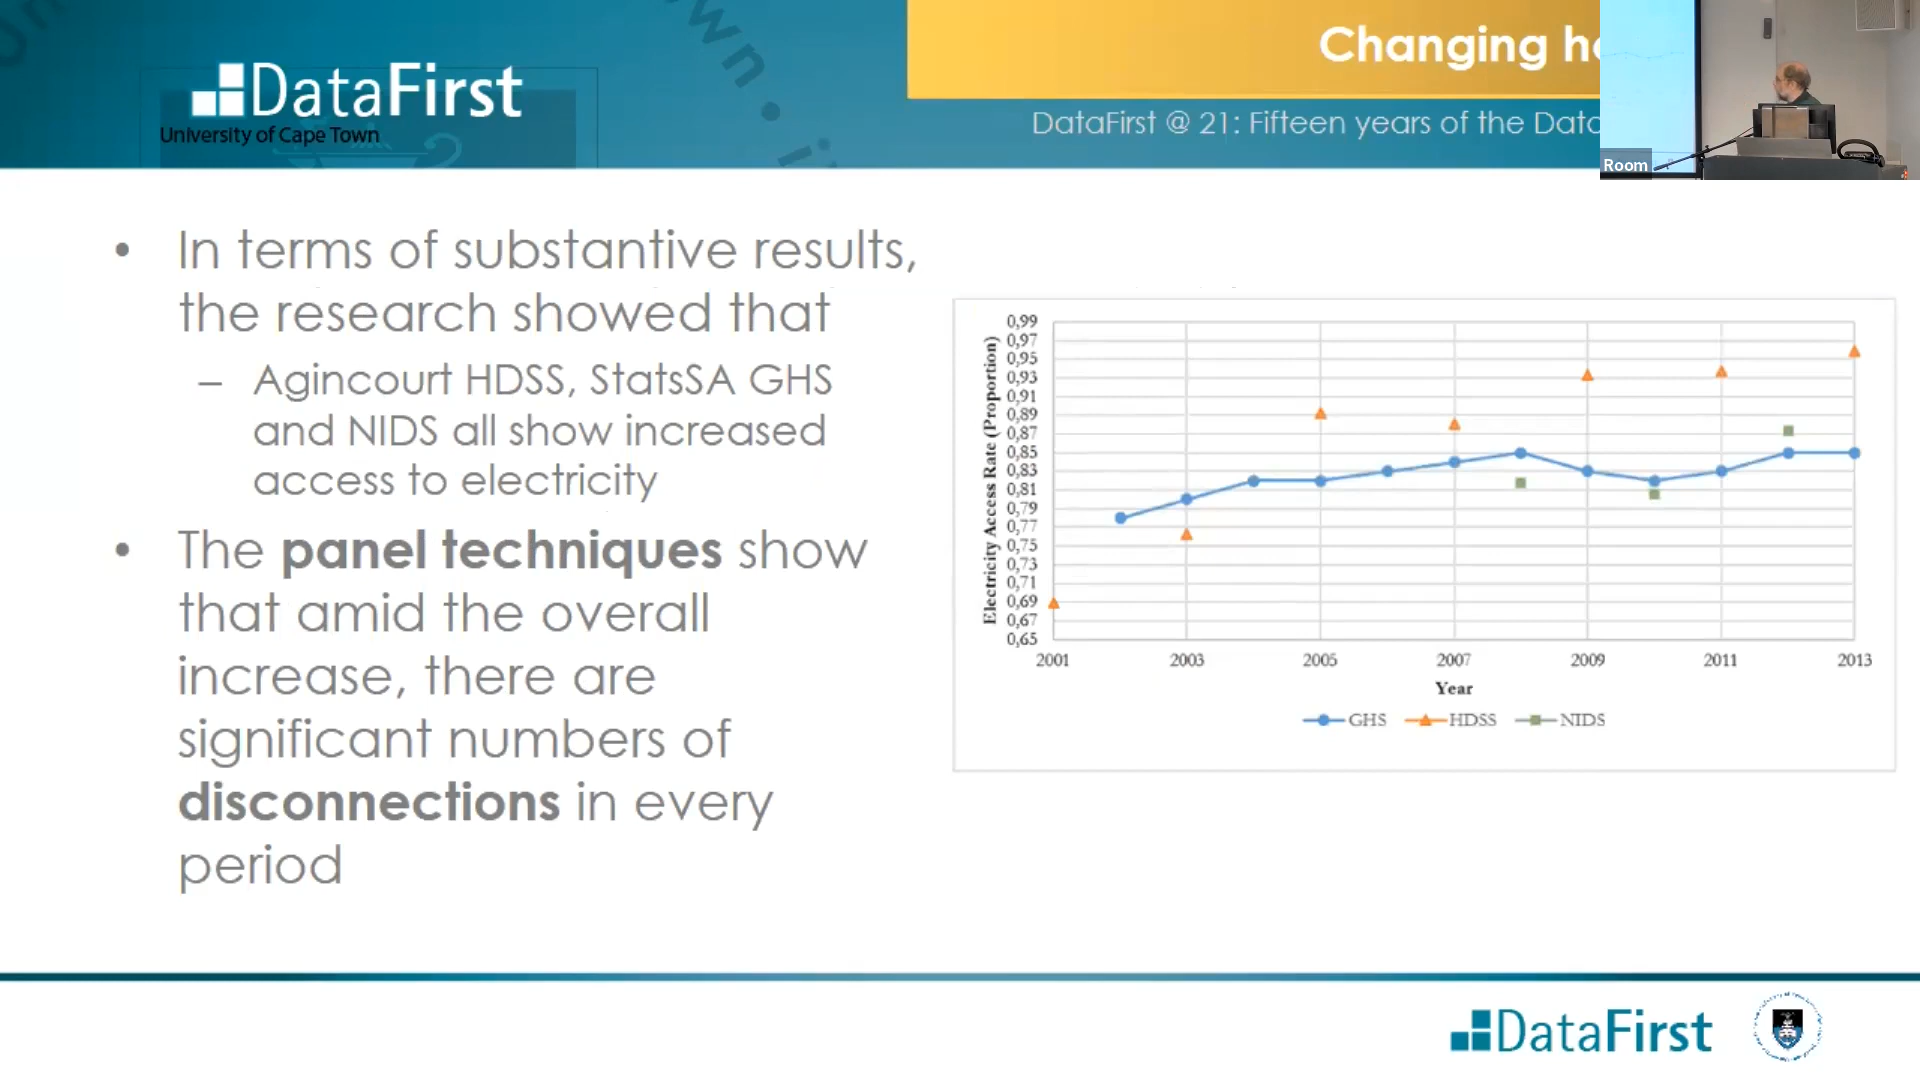 DataFirst
University of Cape Town
Changing
DataFirst @ 21: Fifteen years of the
Room
• In terms of substantive results,
the research showed that
– Agincourt HDSS, StatsSA GHS
and NIDS all show increased
access to electricity
• The panel techniques show
that amid the overall
increase, there are
significant numbers of
disconnections in every
period
Electricity Access Rate (Proportion)
0,99
0,97
0,95
0,93
0,91
0,89
0,87
0,85
0,83
0,81
0,79
0,77
0,75
0,73
0,71
0,69
0,67
0,65
2001 2003 2005 2007 2009 2011 2013
Year
GHS HDSS NIDS
DataFirst